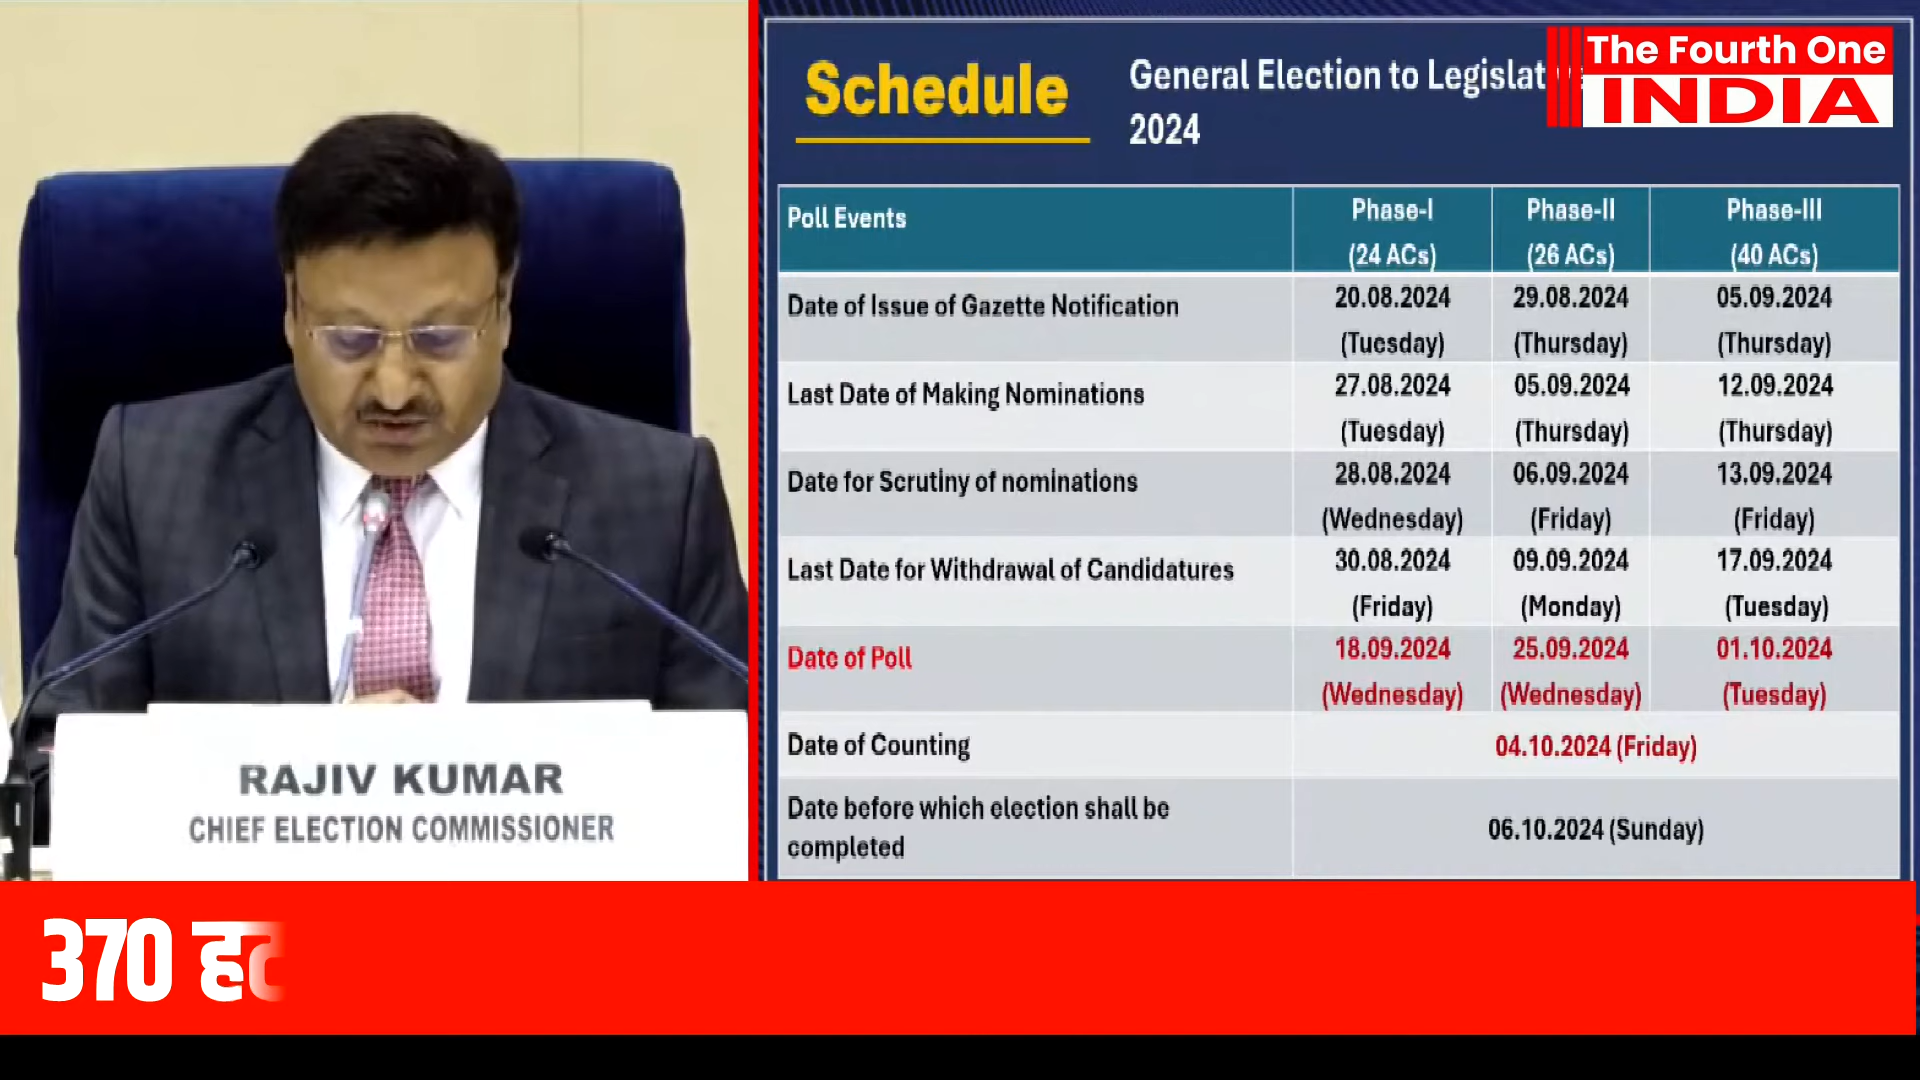 Schedule
General Election to
2024
The Fourth One
INDIA
Poll Events
Phase-I
(24 ACs)
Phase-II
(26 ACs)
Phase-III
(40 ACs)
Date of Issue of Gazette Notification
20.08.2024
(Tuesday)
29.08.2024
(Thursday)
05.09.2024
(Thursday)
Last Date of Making Nominations
27.08.2024
(Tuesday)
05.09.2024
(Thursday)
12.09.2024
(Thursday)
Date for Scrutiny of nominations
28.08.2024
(Wednesday)
06.09.2024
(Friday)
13.09.2024
(Friday)
Last Date for Withdrawal of Candidatures
30.08.2024
(Friday)
09.09.2024
(Monday)
17.09.2024
(Tuesday)
Date of Poll
18.09.2024
(Wednesday)
25.09.2024
(Wednesday)
01.10.2024
(Tuesday)
Date of Counting
04.10.2024 (Friday)
Date before which election shall be
completed
06.10.2024 (Sunday)
RAJIV KUMAR
CHIEF ELECTION COMMISSIONER
370